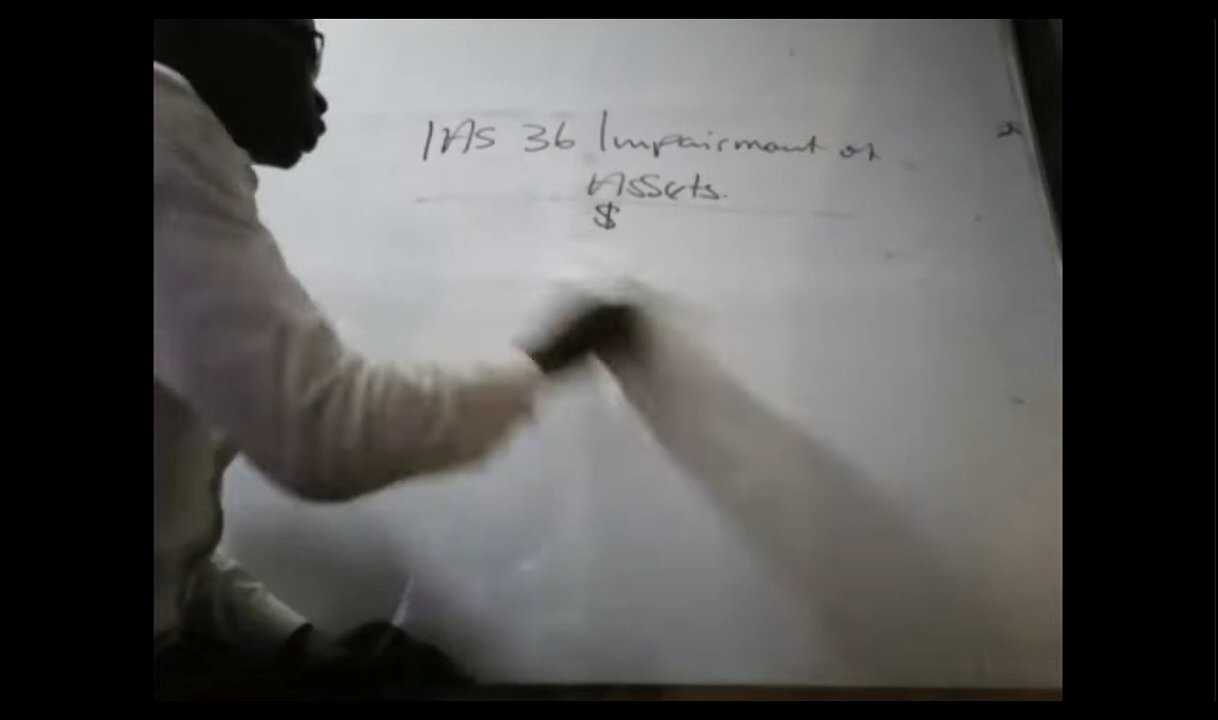 IAS 36 Impairment of
Assets.
$